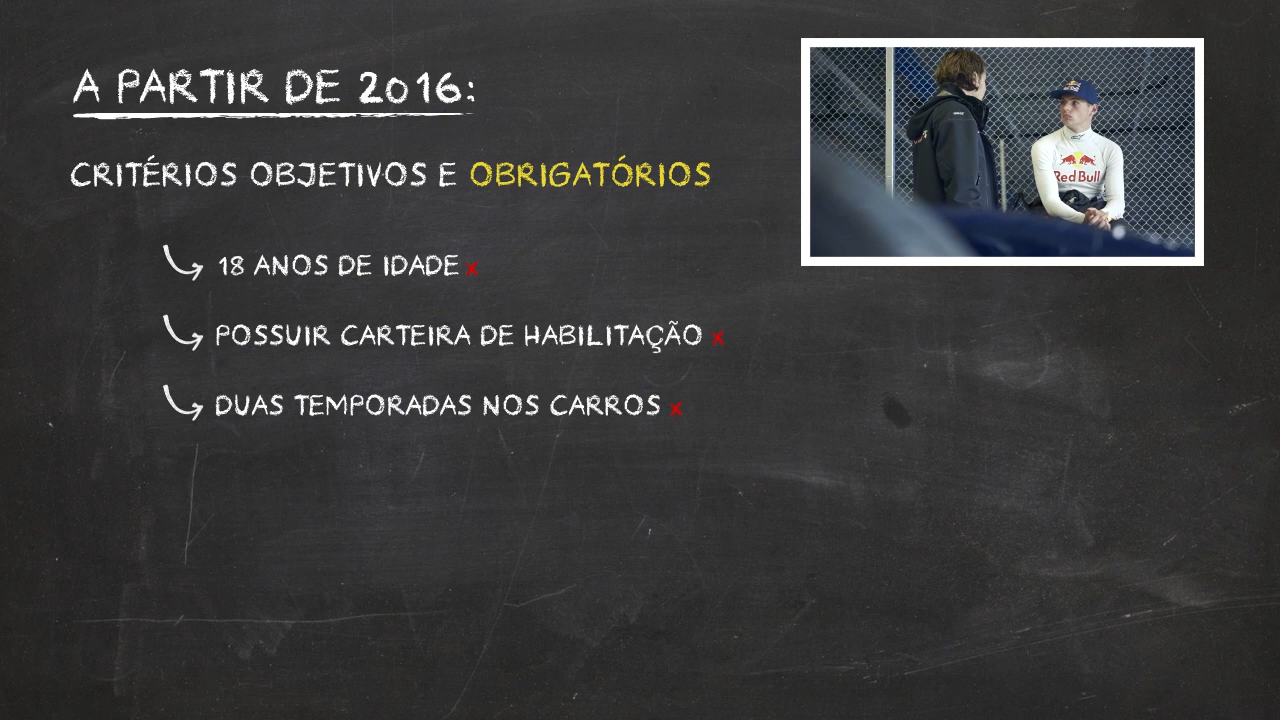 A PARTIR DE 2016:
CRITÉRIOS OBJETIVOS E OBRIGATÓRIOS
18 ANOS DE IDADE x
POSSUIR CARTEIRA DE HABILITAÇÃO x
DUAS TEMPORADAS NOS CARROS x
Red Bull